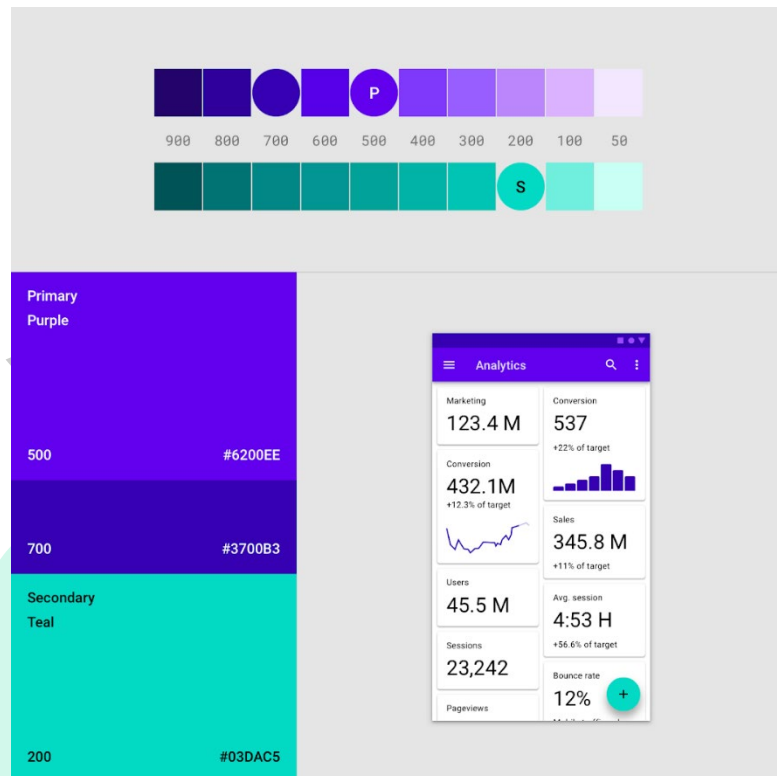 P
900 800 700 600 500 400 300 200 100 50
S
Primary
Purple
500 #6200EE
700 #3700B3
Secondary
Teal
200 #03DAC5
Analytics
Marketing
123.4 M
Conversion
432.1M
+12.3% of target
Users
45.5 M
Sessions
23,242
Pageviews
Conversion
537
+22% of target
Sales
345.8 M
+11% of target
Avg. session
4:53 H
+56.6% of target
Bounce rate
12%
+